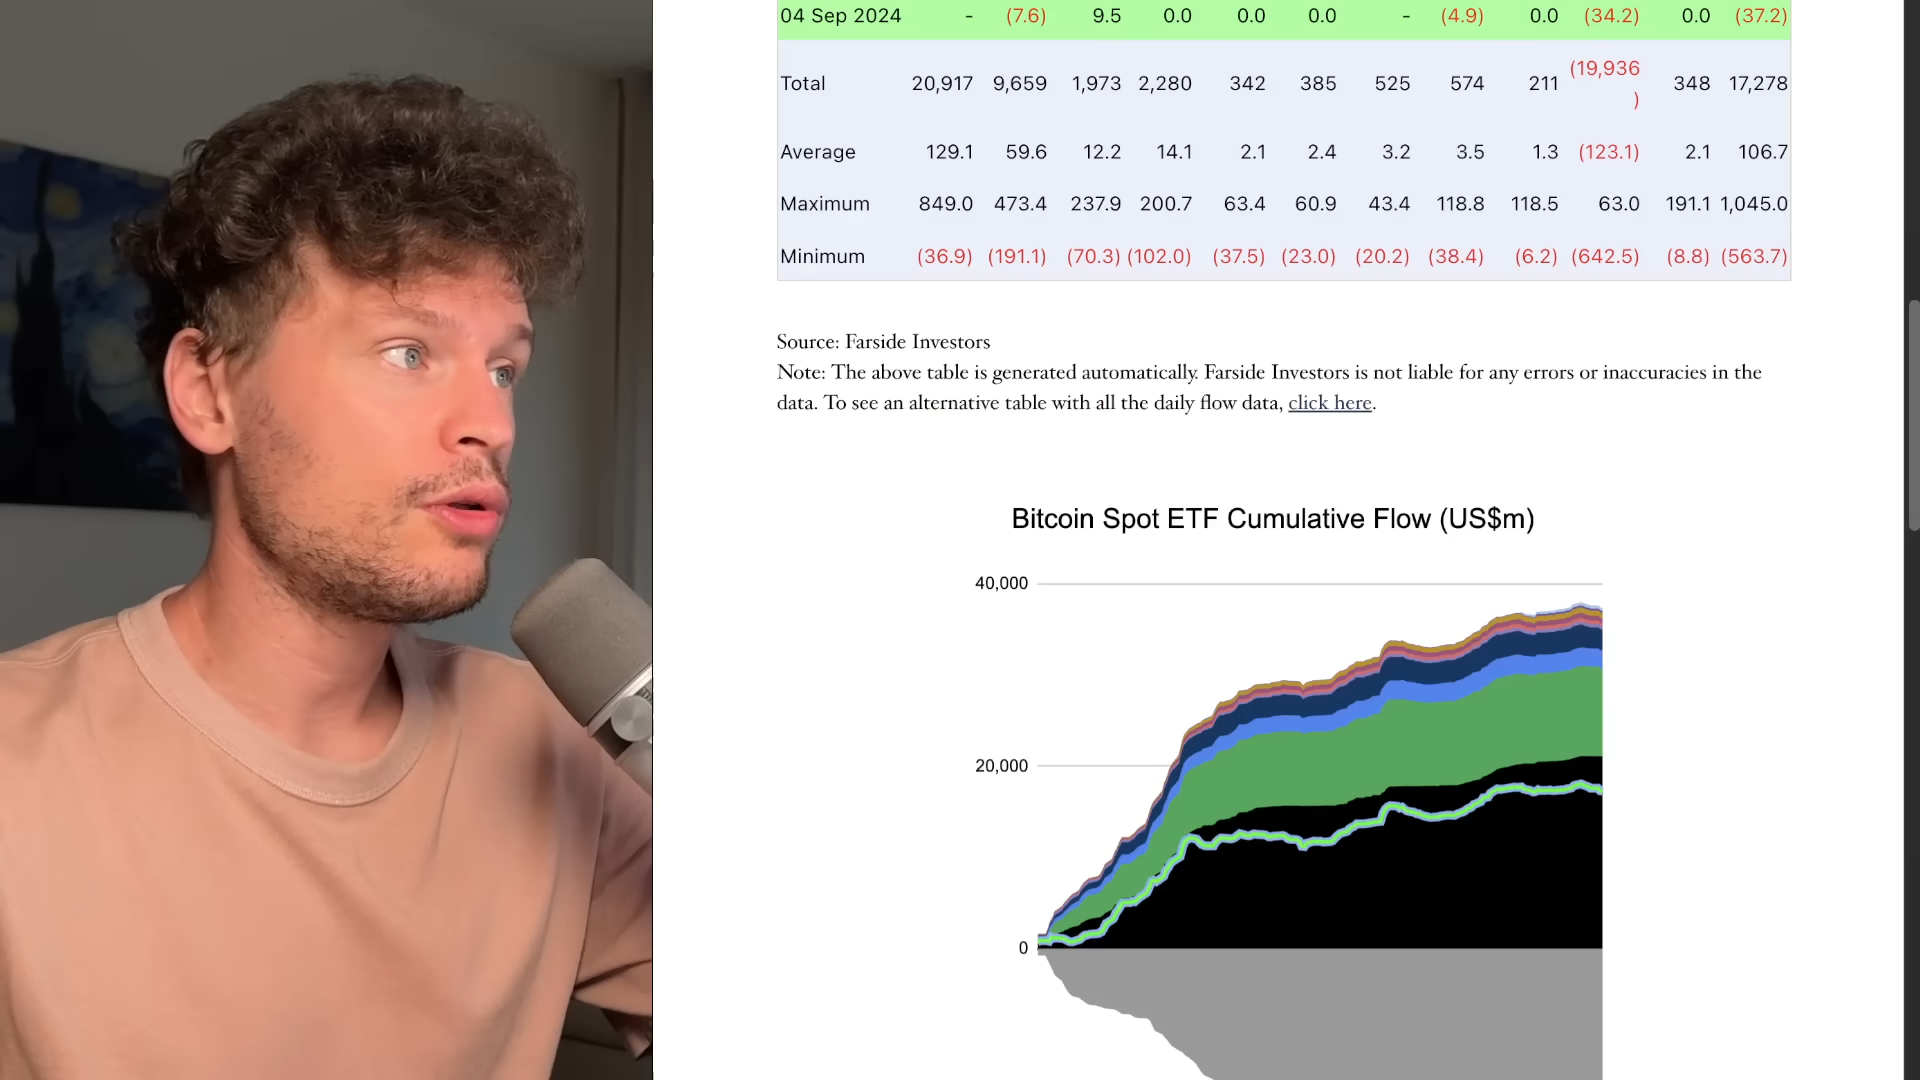 04 Sep 2024 - (7.6) 9.5 0.0 0.0 0.0 - (4.9) 0.0 (34.2) 0.0 (37.2)
Total 20,917 9,659 1,973 2,280 342 385 525 574 211 (19,936) 348 17,278
Average 129.1 59.6 12.2 14.1 2.1 2.4 3.2 3.5 1.3 (123.1) 2.1 106.7
Maximum 849.0 473.4 237.9 200.7 63.4 60.9 43.4 118.8 118.5 63.0 191.1 1,045.0
Minimum (36.9) (191.1) (70.3) (102.0) (37.5) (23.0) (20.2) (38.4) (6.2) (642.5) (8.8) (563.7)
Source: Farside Investors
Note: The above table is generated automatically. Farside Investors is not liable for any errors or inaccuracies in the
data. To see an alternative table with all the daily flow data, click here.
Bitcoin Spot ETF Cumulative Flow (US$m)
40,000
20,000
0